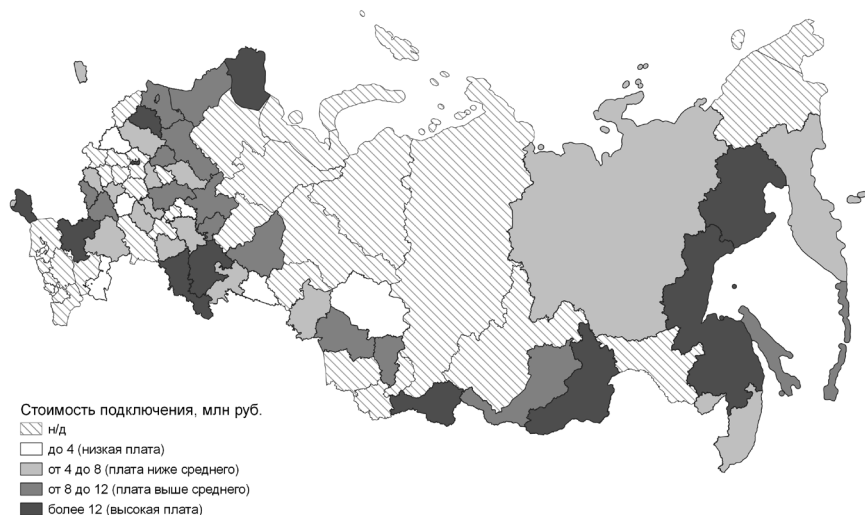 Стоимость подключения, млн руб.
н/д
до 4 (низкая плата)
от 4 до 8 (плата ниже среднего)
от 8 до 12 (плата выше среднего)
более 12 (высокая плата)